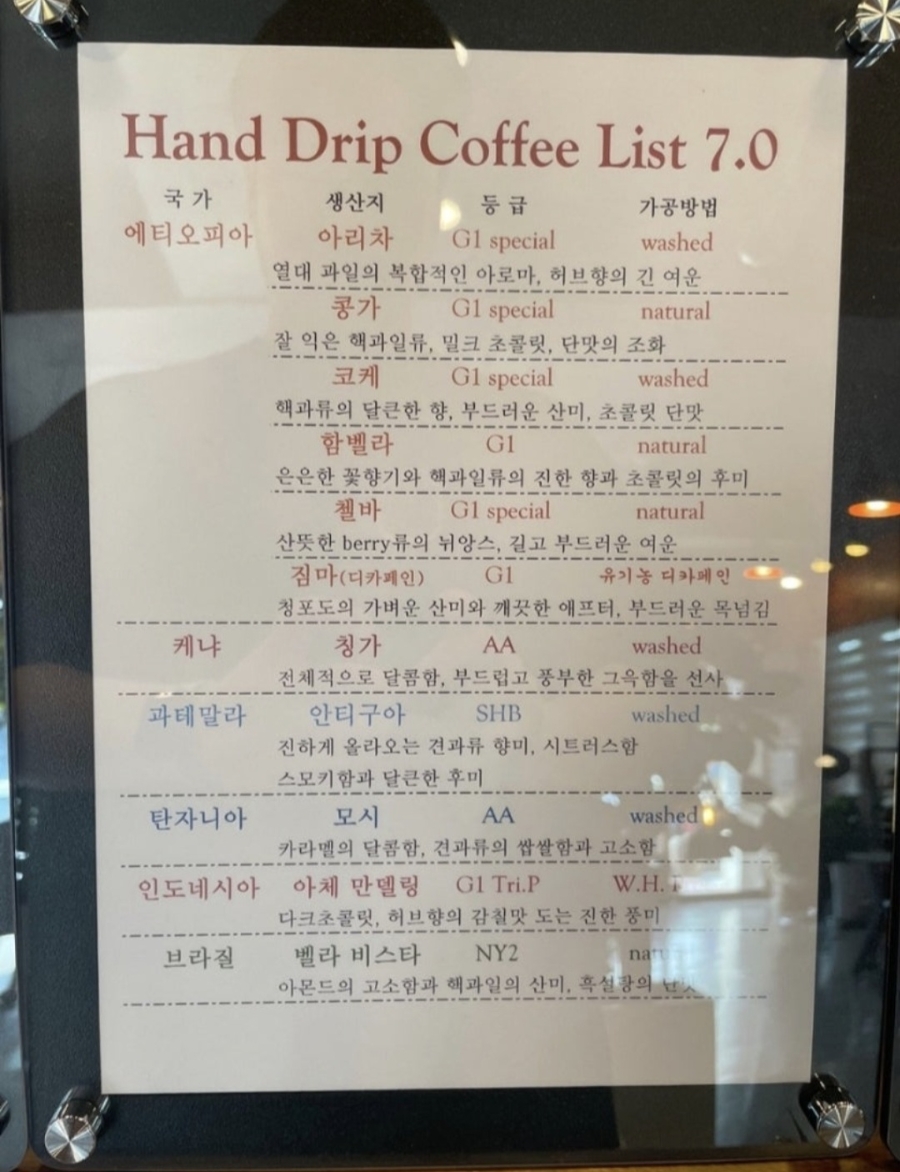 Hand Drip Coffee List 7.0
국 가 생산지 등 급 가공방법
에티오피아 아리차 G1 special washed
열대 과일의 복합적인 아로마, 허브향의 긴 여운
콩가 G1 special natural
잘 익은 핵과일류, 밀크 초콜릿, 단맛의 조화
코케 G1 special washed
핵과류의 달큰한 향, 부드러운 산미, 초콜릿 단맛
함벨라 G1 natural
은은한 꽃향기와 핵과일류의 진한 향과 초콜릿의 후미
첼바 G1 special natural
산뜻한 berry류의 뉘앙스, 길고 부드러운 여운
짐마(디카페인) G1 유기농 디카페인
청포도의 가벼운 산미와 깨끗한 에프터, 부드러운 목넘김
케냐 칭가 AA washed
전체적으로 달콤함, 부드럽고 풍부한 그윽함을 선사
과테말라 안티구아 SHB washed
진하게 올라오는 견과류 향미, 시트러스함
스모키함과 달큰한 후미
탄자니아 모시 AA washed
카라멜의 달콤함, 견과류의 쌉쌀함과 고소함
인도네시아 아체 만델링 G1 Tri.P W.H.
다크초콜릿, 허브향의 감칠맛 도는 진한 풍미
브라질 벨라 비스타 NY2
아몬드의 고소함과 핵과일의 산미, 흑설탕의